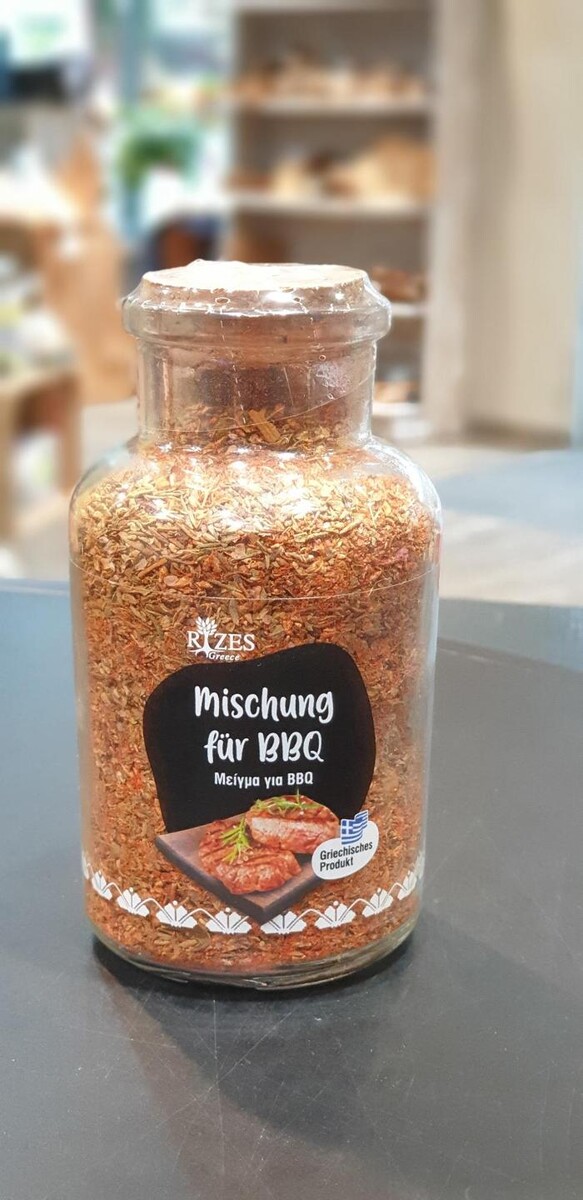 RIZES
Greece
Mischung
für BBQ
Μείγμα για BBQ
Griechisches
Produkt